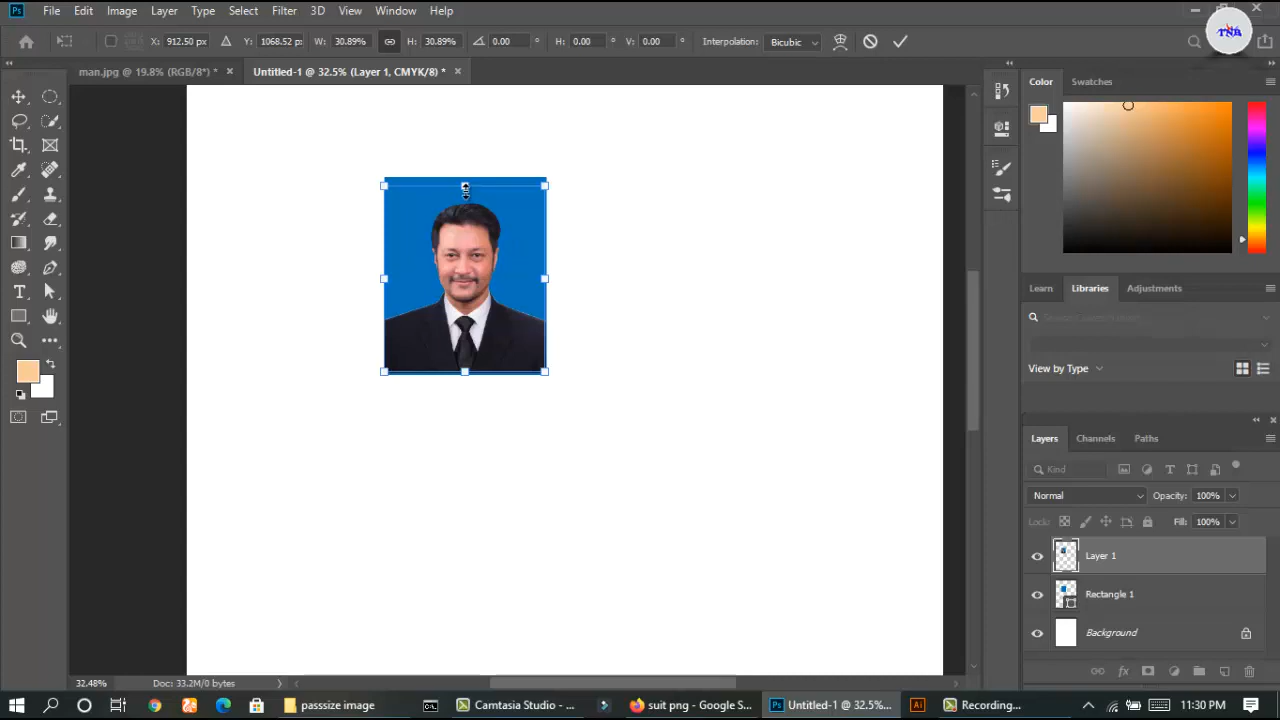 Ps File Edit Image Layer Type Select Filter 3D View Window Help
X: 912.50 px Y: 1068.52 px W: 30.89% H: 30.89% 0.00 ° H: 0.00 ° V: 0.00 ° Interpolation: Bicubic
TNA
man.jpg @ 19.8% (RGB/8*) * × Untitled-1 @ 32.5% (Layer 1, CMYK/8) * ×
Color Swatches
Learn Libraries Adjustments
View by Type
Layers Channels Paths
Kind
Normal Opacity: 100%
Lock: Fill: 100%
Layer 1
Rectangle 1
Background
32.48% Doc: 33.2M/0 bytes
passsize image Camtasia Studio - ... suit png - Google S... Ps Untitled-1 @ 32.5%... Ai Recording... 11:30 PM